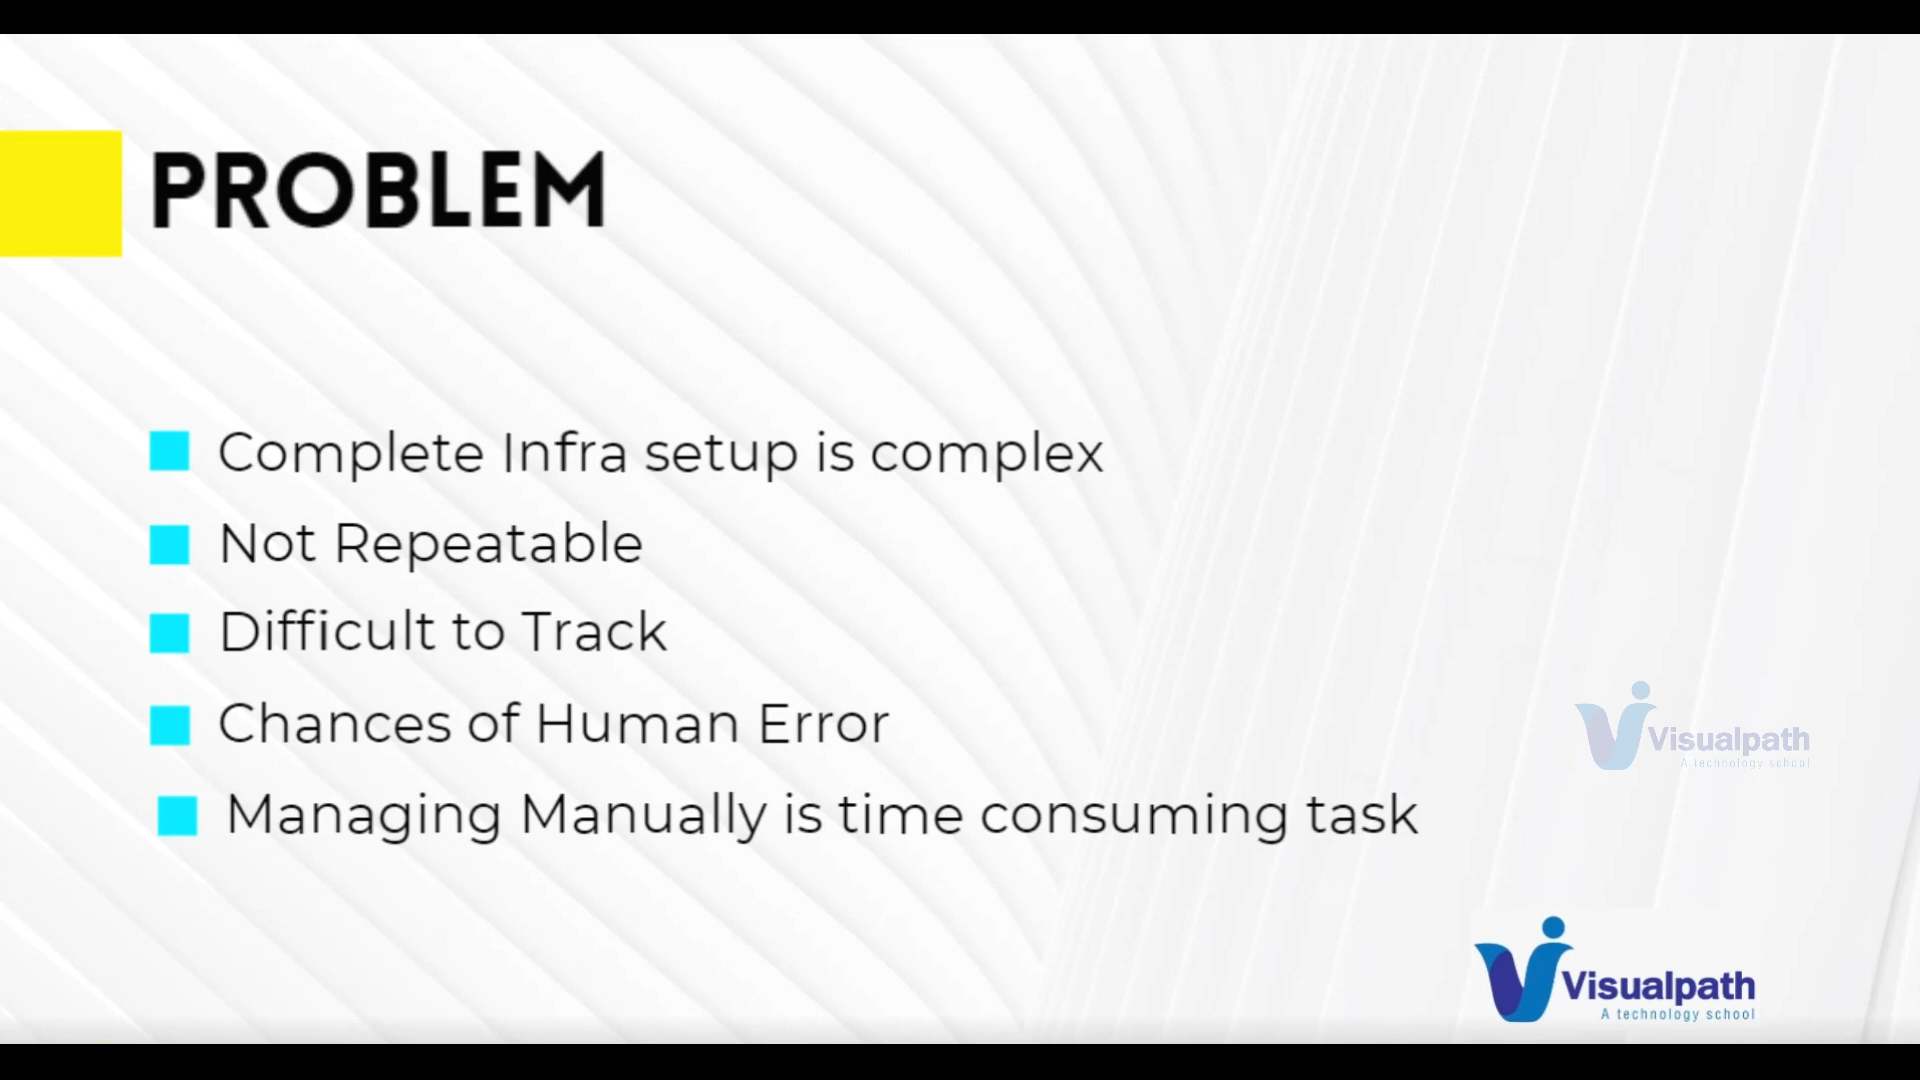 PROBLEM
Complete Infra setup is complex
Not Repeatable
Difficult to Track
Chances of Human Error
Managing Manually is time consuming task
Visualpath
A technology school
Visualpath
A technology school